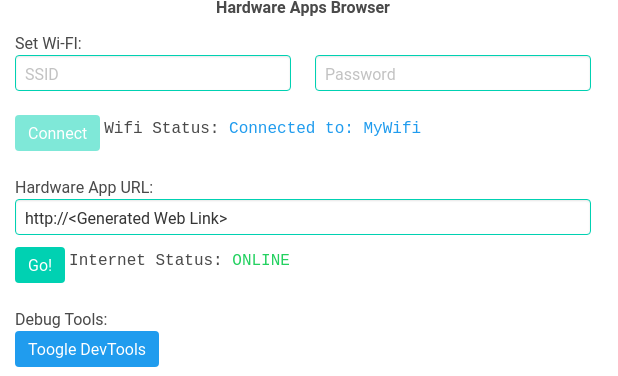 Hardware Apps Browser
Set Wi-FI:
SSID Password
Connect Wifi Status: Connected to: MyWifi
Hardware App URL:
http://<Generated Web Link>
Go! Internet Status: ONLINE
Debug Tools:
Toogle DevTools